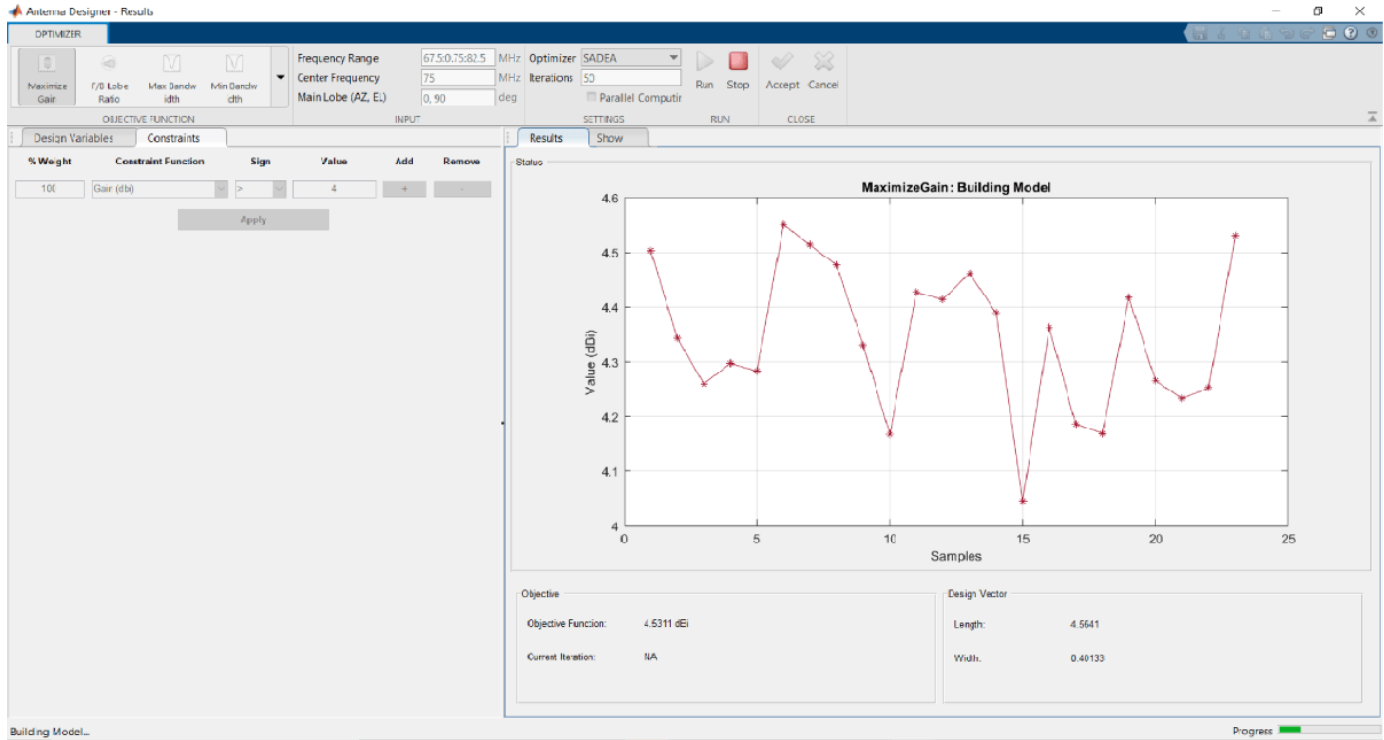 Antenna Designer - Results
OPTIMIZER
Maximize Gain
F/B Lobe Ratio
Max Bandwidth
Min Bandwidth
OBJECTIVE FUNCTION
Frequency Range 67.5:0.75:82.5 MHz
Center Frequency 75 MHz
Main Lobe (AZ, EL) 0, 90 deg
INPUT
Optimizer SADEA
Iterations 50
Parallel Computin
SETTINGS
Run Stop
RUN
Accept Cancel
CLOSE
Design Variables Constraints
% Weight Constraint Function Sign Value Add Remove
100 Gain (dBi) > 4 + -
Apply
Results Show
Status
MaximizeGain: Building Model
4.6
4.5
4.4
4.3
4.2
4.1
4
Value (dBi)
0 5 10 15 20 25
Samples
Objective
Objective Function: 4.5311 dBi
Current Iteration: NA
Design Vector
Length: 4.5641
Width: 0.40133
Building Model...
Progress